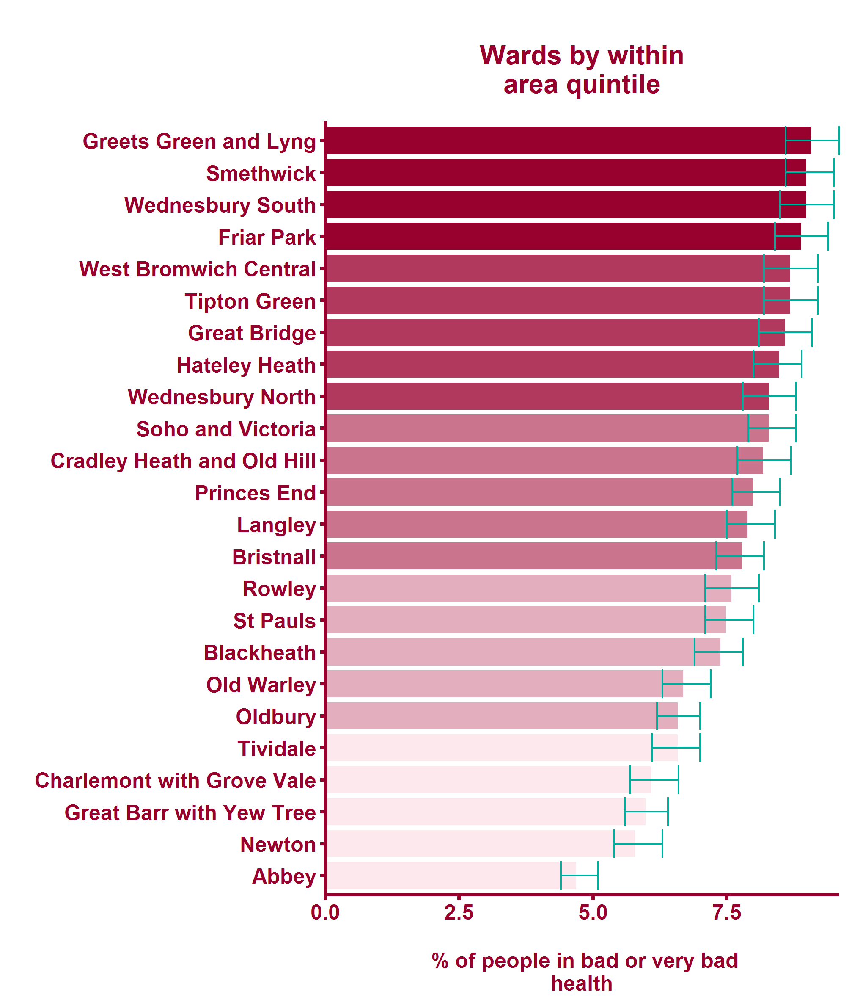 Wards by within
area quintile
Greets Green and Lyng
Smethwick
Wednesbury South
Friar Park
West Bromwich Central
Tipton Green
Great Bridge
Hateley Heath
Wednesbury North
Soho and Victoria
Cradley Heath and Old Hill
Princes End
Langley
Bristnall
Rowley
St Pauls
Blackheath
Old Warley
Oldbury
Tividale
Charlemont with Grove Vale
Great Barr with Yew Tree
Newton
Abbey
0.0 2.5 5.0 7.5
% of people in bad or very bad
health